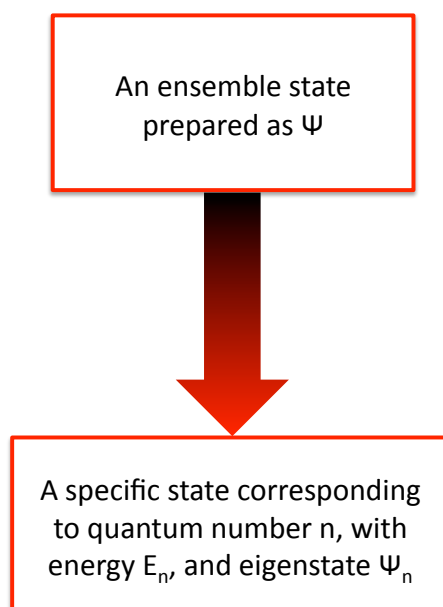 An ensemble state
prepared as Ψ
A specific state corresponding
to quantum number n, with
energy Eₙ, and eigenstate Ψₙ